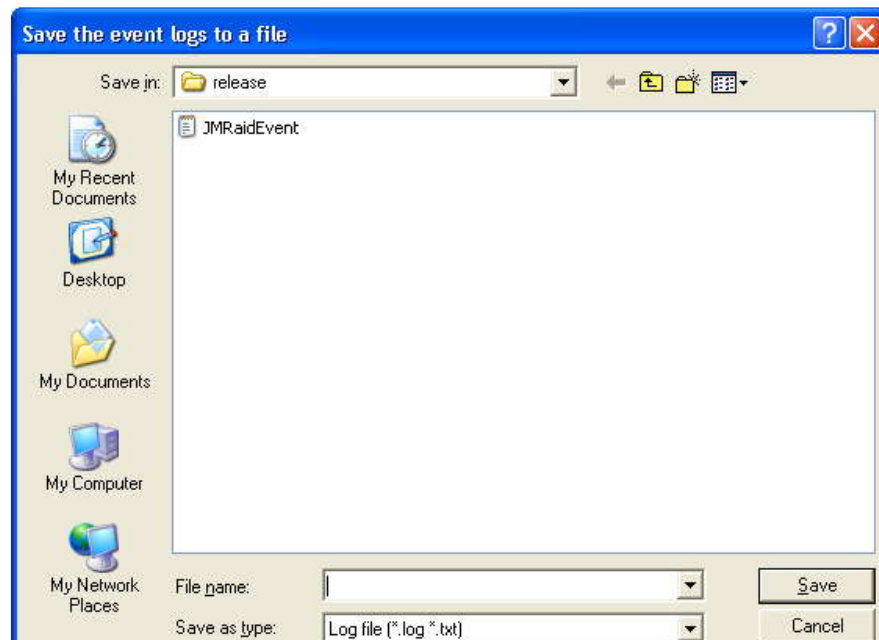 Save the event logs to a file
Save in:
release
JMRaidEvent
My Recent
Documents
Desktop
My Documents
My Computer
My Network
Places
File name:
Save
Save as type:
Log file (*.log *.txt)
Cancel